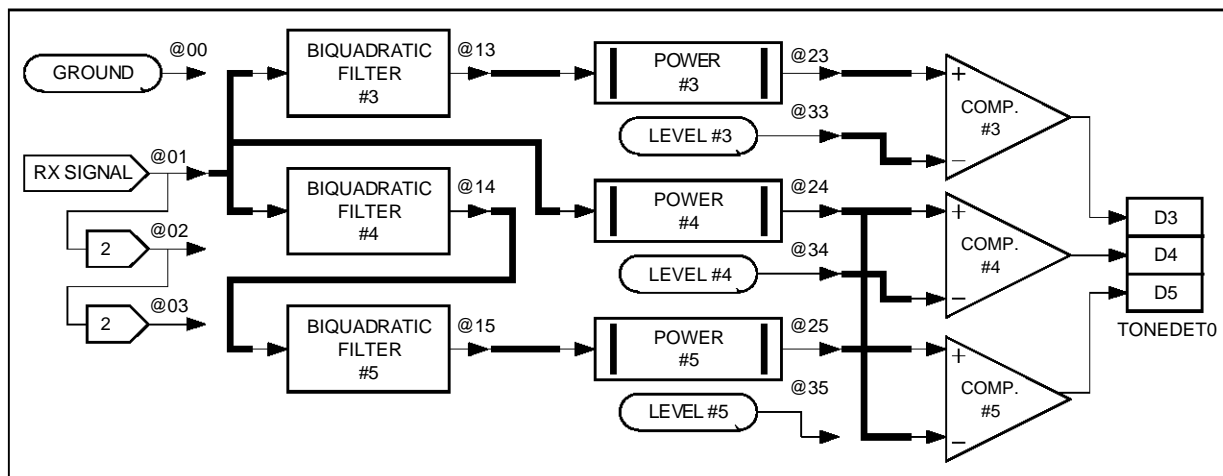 @00
GROUND
BIQUADRATIC
FILTER
#3
@13
POWER
#3
@23
+
−
COMP.
#3
LEVEL #3
@33
RX SIGNAL
@01
BIQUADRATIC
FILTER
#4
@14
POWER
#4
@24
+
−
COMP.
#4
2
@02
LEVEL #4
@34
2
@03
BIQUADRATIC
FILTER
#5
@15
POWER
#5
@25
+
−
COMP.
#5
LEVEL #5
@35
D3
D4
D5
TONEDET0